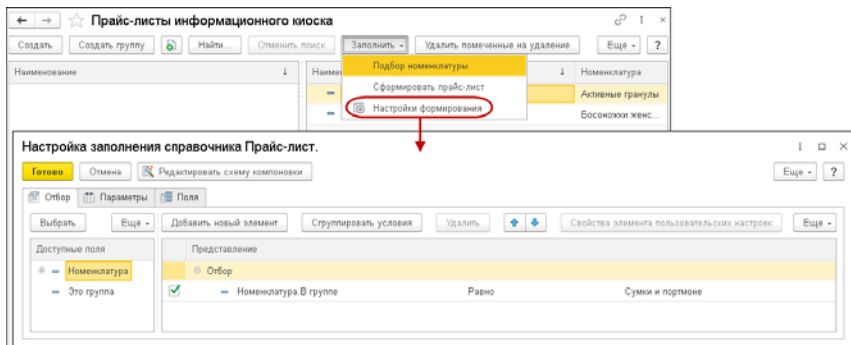 Прайс-листы информационного киоска
Создать Создать группу Найти... Отменить поиск Заполнить Удалить помеченные на удаление Еще ?
Наименование
Подбор номенклатуры
Номенклатура
Сформировать прайс-лист
Активные гранулы
Настройки формирования
Босоножки женс...
Настройка заполнения справочника Прайс-лист.
Готово Отмена Редактировать схему компоновки Еще ?
Отбор Параметры Поля
Выбрать Еще Добавить новый элемент Сгруппировать условия Удалить Свойства элемента пользовательских настроек Еще
Доступные поля Представление
Номенклатура Отбор
Это группа Номенклатура.В группе Равно Сумки и портмоне